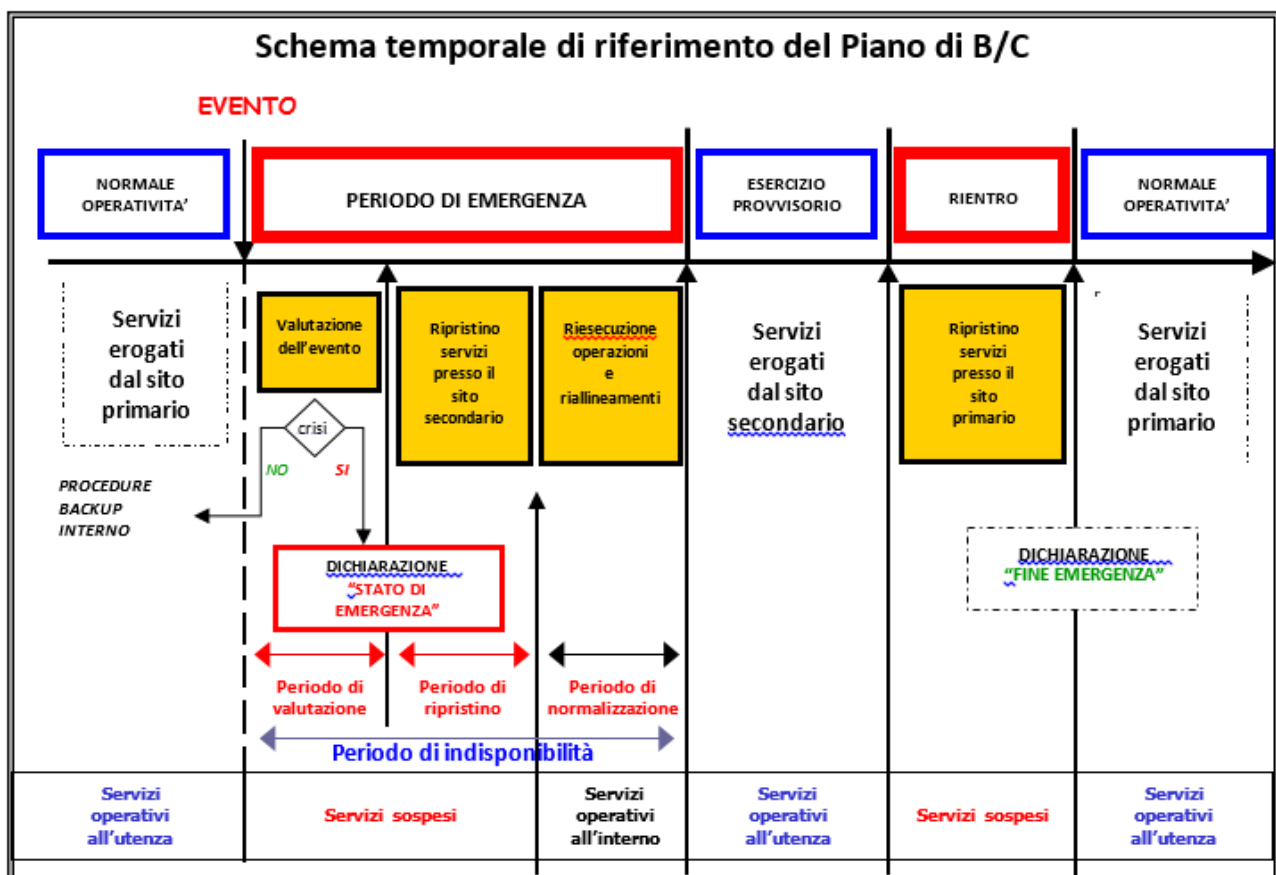 Schema temporale di riferimento del Piano di B/C
EVENTO
NORMALE
OPERATIVITA’
PERIODO DI EMERGENZA
ESERCIZIO
PROVVISORIO
RIENTRO
NORMALE
OPERATIVITA’
Servizi
erogati
dal sito
primario
Valutazione
dell’evento
Ripristino
servizi
presso il
sito
secondario
Riesecuzione
operazioni
e
riallineamenti
Servizi
erogati
dal sito
secondario
Ripristino
servizi
presso il
sito
primario
Servizi
erogati
dal sito
primario
crisi
NO
SI
PROCEDURE
BACKUP
INTERNO
DICHIARAZIONE
“STATO DI
EMERGENZA”
DICHIARAZIONE
“FINE EMERGENZA”
Periodo di
valutazione
Periodo di
ripristino
Periodo di
normalizzazione
Periodo di indisponibilità
Servizi
operativi
all’utenza
Servizi sospesi
Servizi
operativi
all’interno
Servizi
operativi
all’utenza
Servizi sospesi
Servizi
operativi
all’utenza